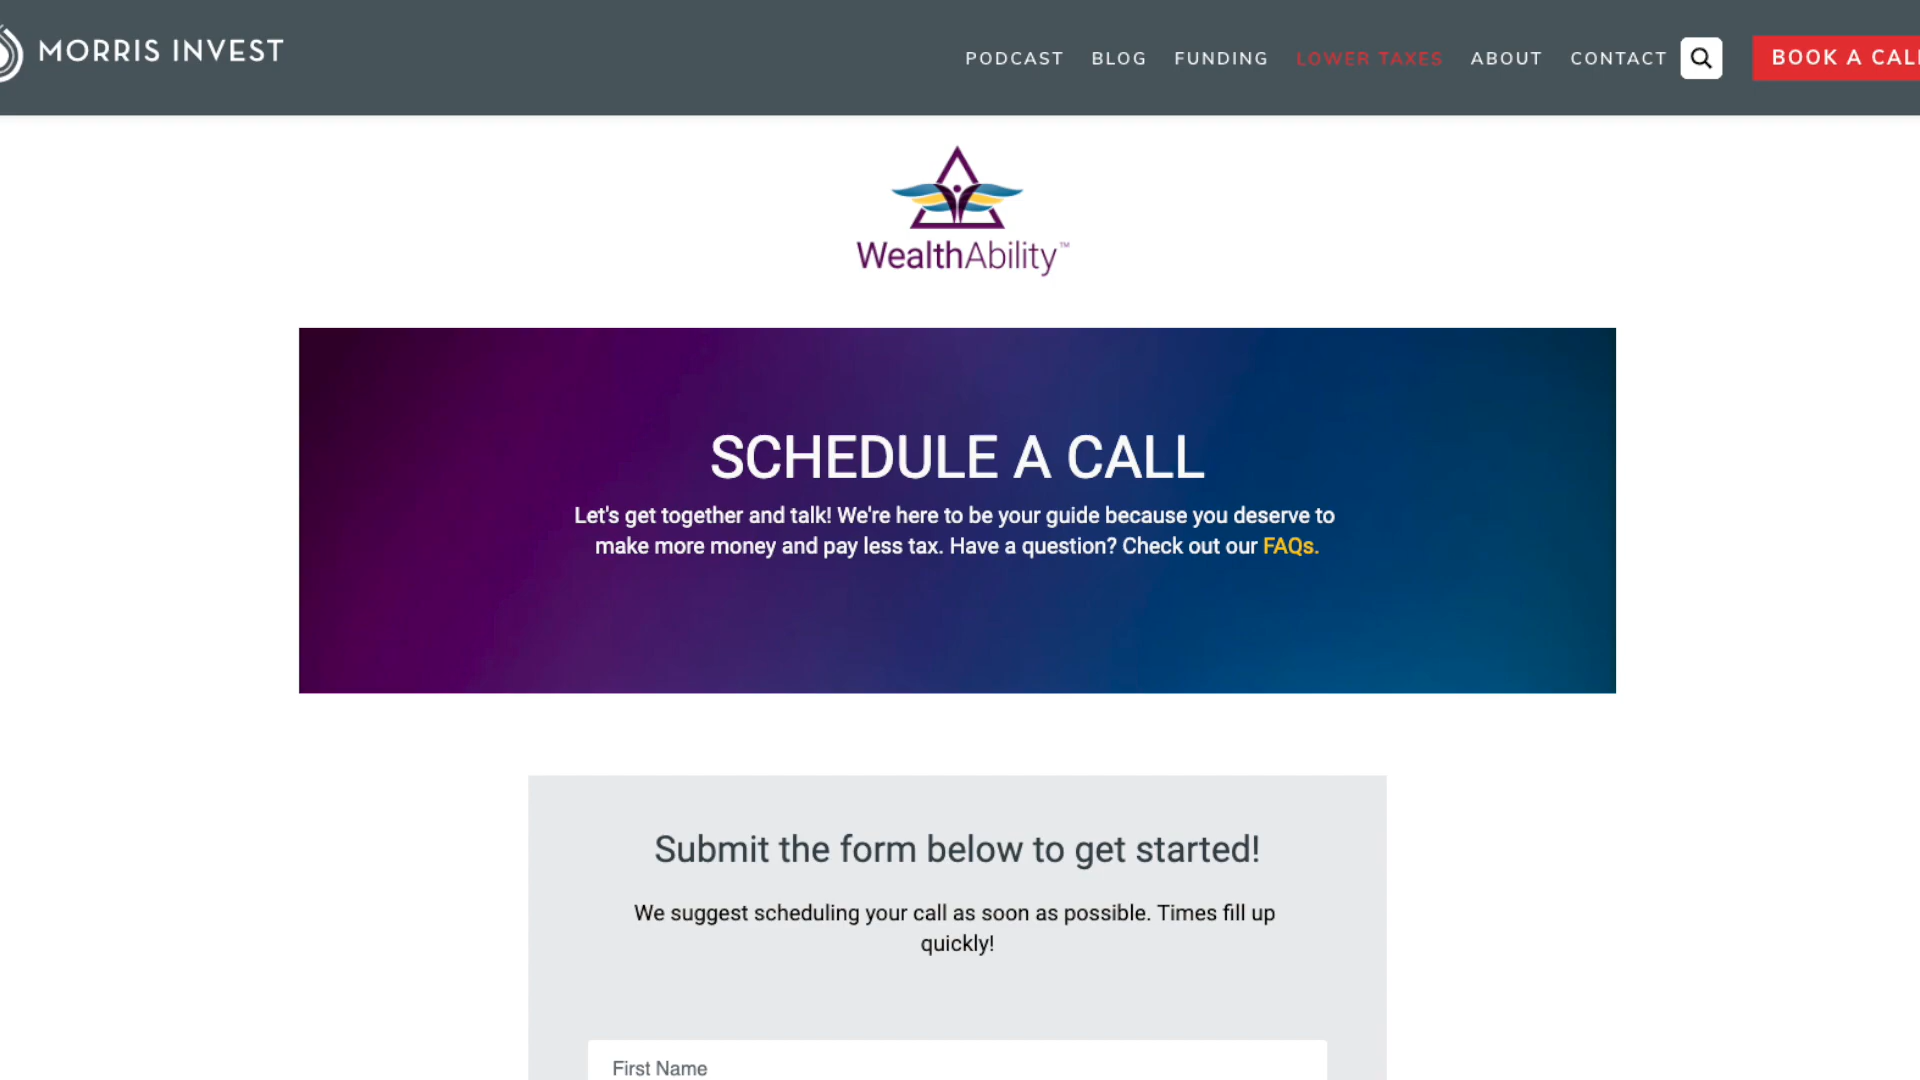 MORRIS INVEST
PODCAST BLOG FUNDING LOWER TAXES ABOUT CONTACT
BOOK A CALL
WealthAbility™
SCHEDULE A CALL
Let's get together and talk! We're here to be your guide because you deserve to
make more money and pay less tax. Have a question? Check out our FAQs.
Submit the form below to get started!
We suggest scheduling your call as soon as possible. Times fill up
quickly!
First Name